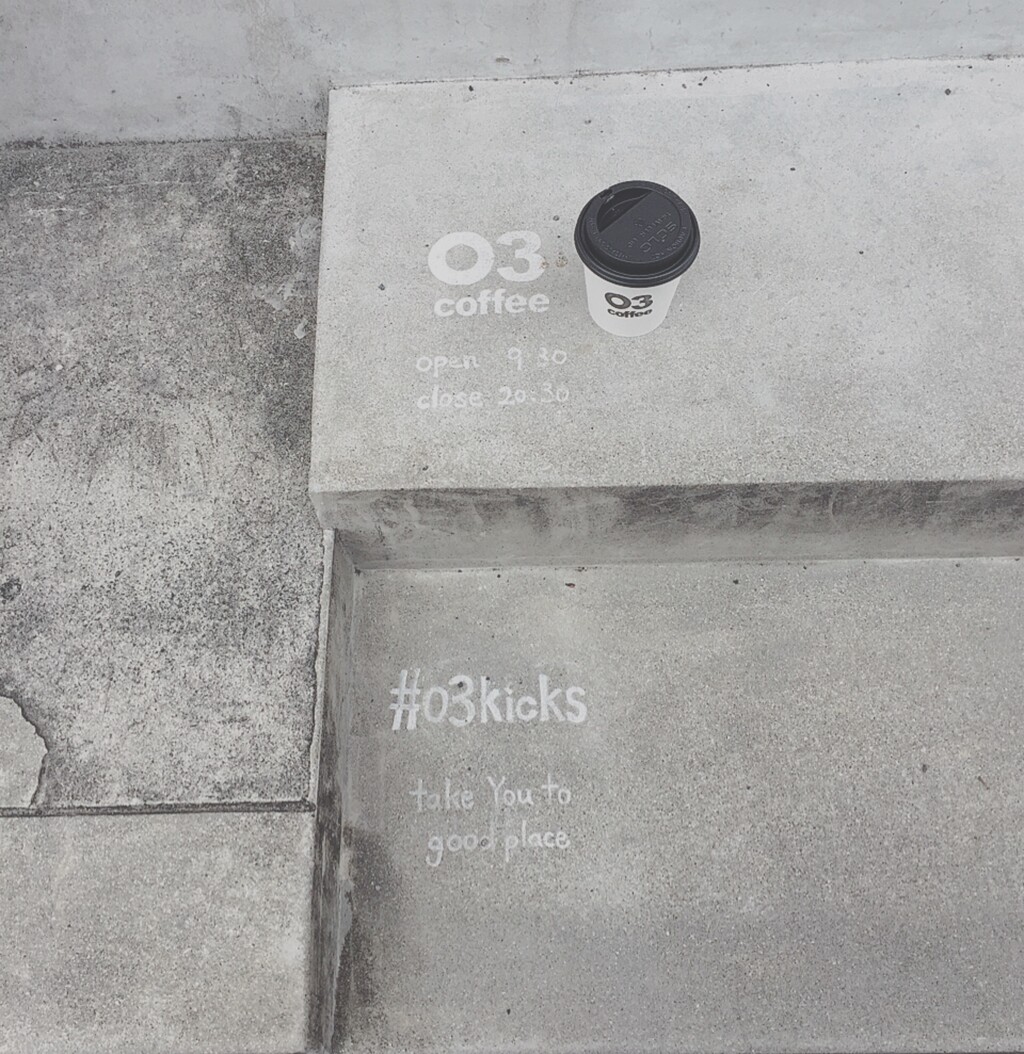 03
coffee
03
coffee
open 9 30
close 20:30
#03kicks
take You to
good place